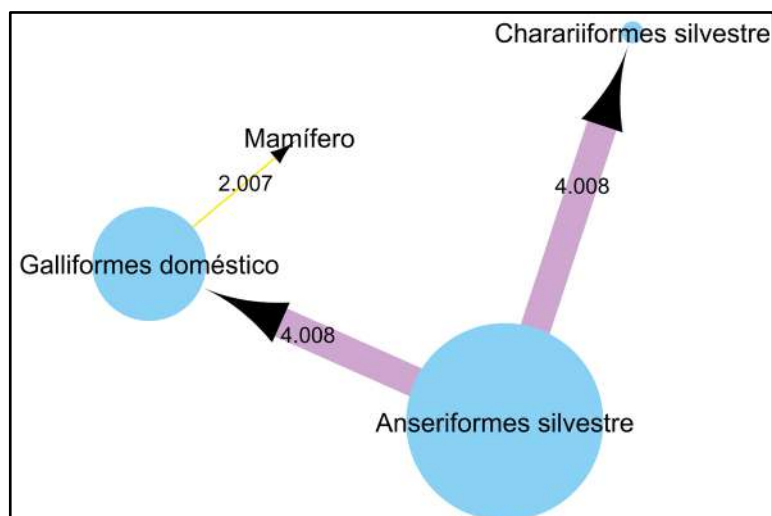 Charariiformes silvestre
Mamífero
2.007
4.008
Galliformes doméstico
4.008
Anseriformes silvestre